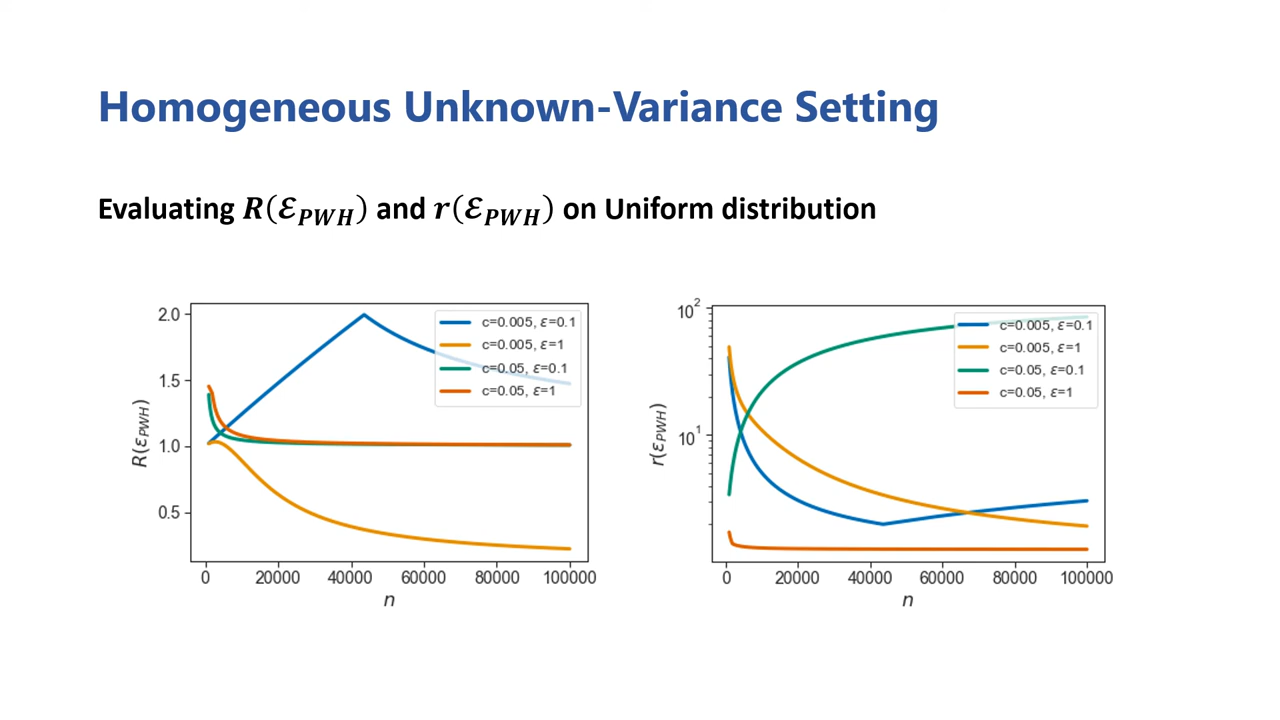 Homogeneous Unknown-Variance Setting
Evaluating R(ℰ_PWH) and r(ℰ_PWH) on Uniform distribution
2.0
1.5
1.0
0.5
R(ε_PWH)
0 20000 40000 60000 80000 100000
n
c=0.005, ε=0.1
c=0.005, ε=1
c=0.05, ε=0.1
c=0.05, ε=1
10²
10¹
r(ε_PWH)
0 20000 40000 60000 80000 100000
n
c=0.005, ε=0.1
c=0.005, ε=1
c=0.05, ε=0.1
c=0.05, ε=1